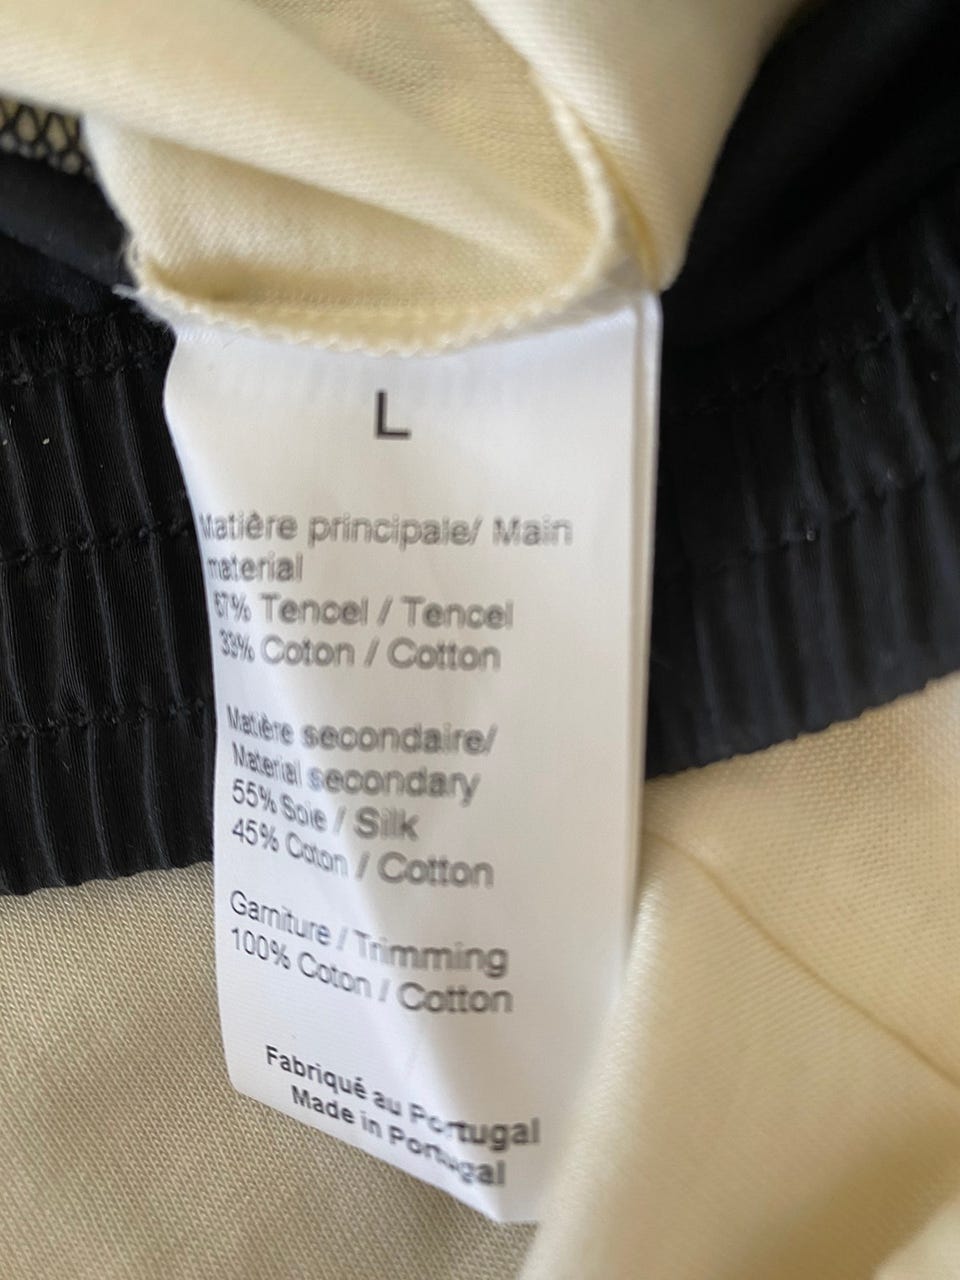 L
Matière principale/ Main
material
67% Tencel / Tencel
33% Coton / Cotton
Matière secondaire/
Material secondary
55% Soie / Silk
45% Coton / Cotton
Garniture / Trimming
100% Coton / Cotton
Fabriqué au Portugal
Made in Portugal